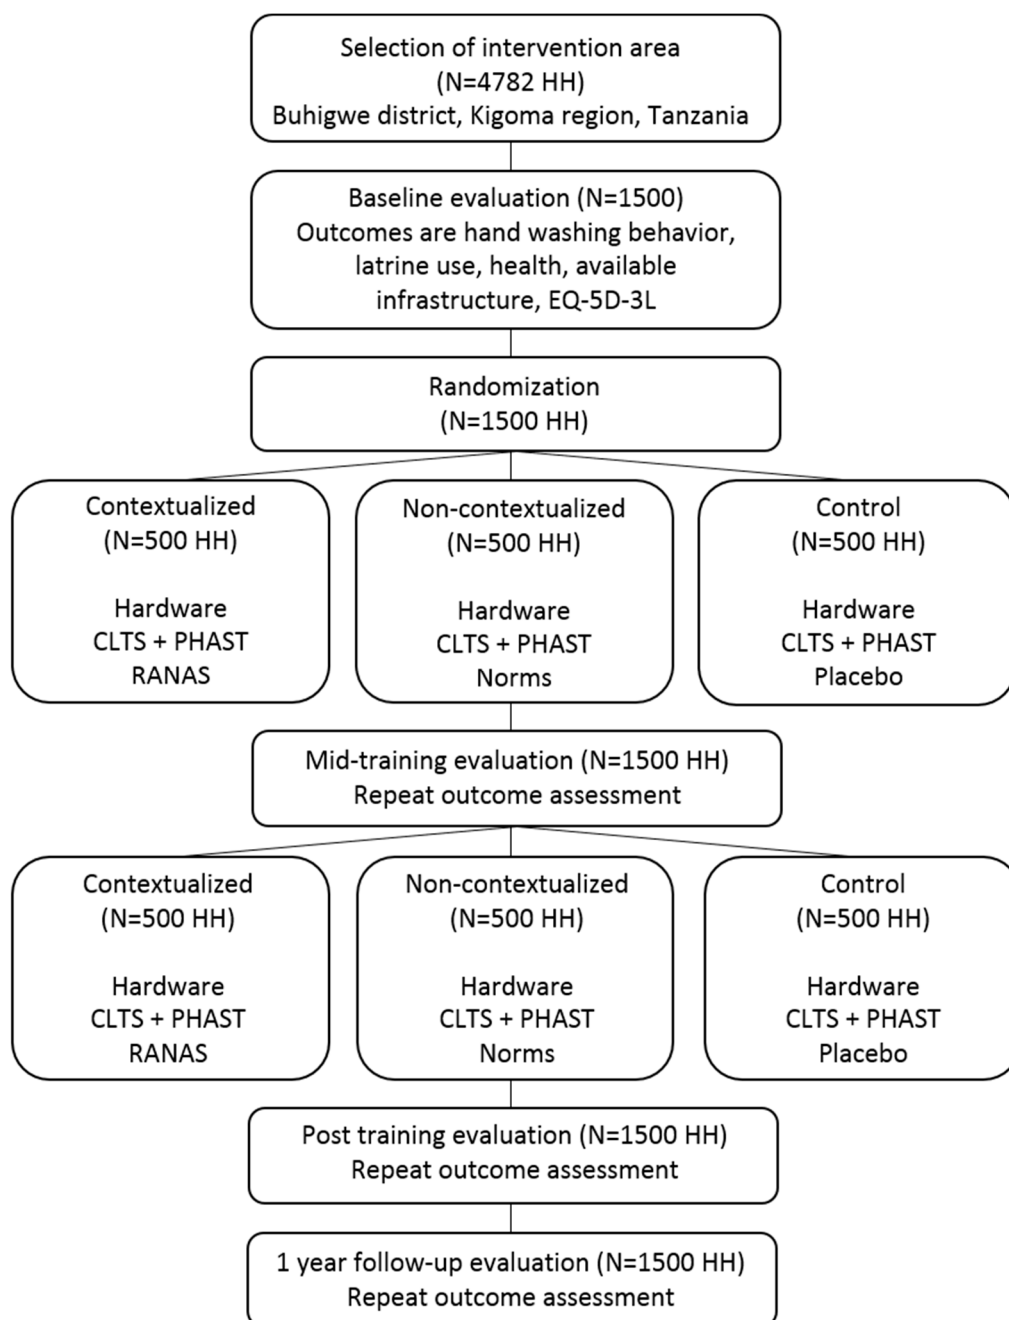 Selection of intervention area
(N=4782 HH)
Buhigwe district, Kigoma region, Tanzania
Baseline evaluation (N=1500)
Outcomes are hand washing behavior,
latrine use, health, available
infrastructure, EQ-5D-3L
Randomization
(N=1500 HH)
Contextualized
(N=500 HH)
Hardware
CLTS + PHAST
RANAS
Non-contextualized
(N=500 HH)
Hardware
CLTS + PHAST
Norms
Control
(N=500 HH)
Hardware
CLTS + PHAST
Placebo
Mid-training evaluation (N=1500 HH)
Repeat outcome assessment
Contextualized
(N=500 HH)
Hardware
CLTS + PHAST
RANAS
Non-contextualized
(N=500 HH)
Hardware
CLTS + PHAST
Norms
Control
(N=500 HH)
Hardware
CLTS + PHAST
Placebo
Post training evaluation (N=1500 HH)
Repeat outcome assessment
1 year follow-up evaluation (N=1500 HH)
Repeat outcome assessment